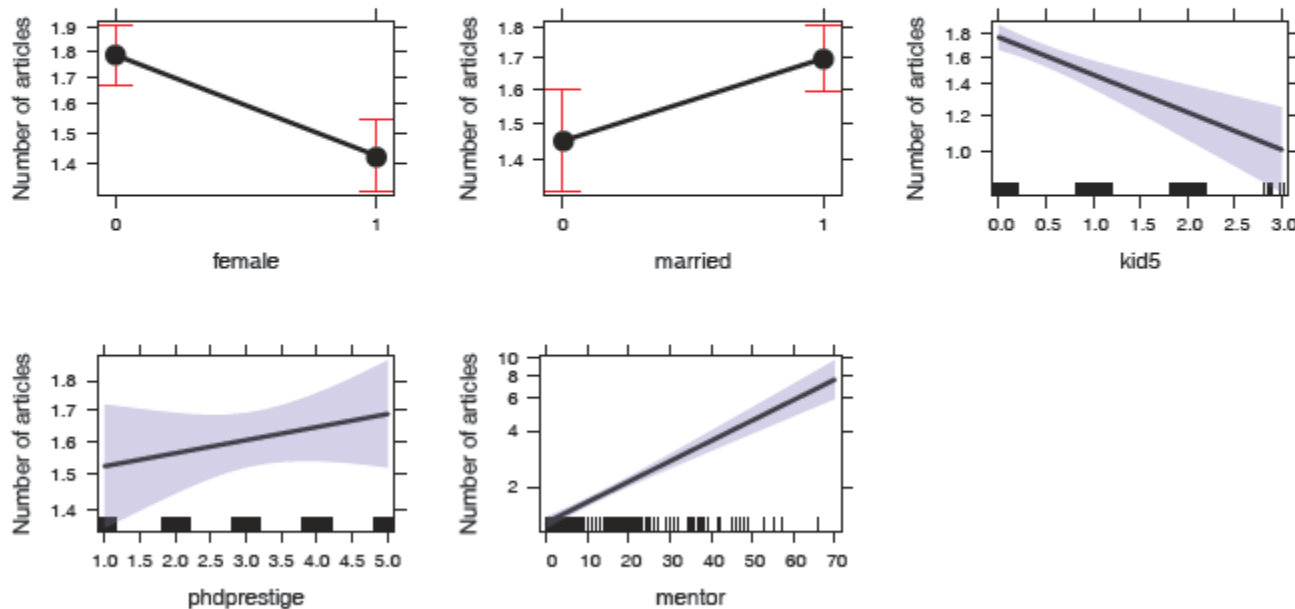 Number of articles
1.9
1.8
1.7
1.6
1.5
1.4
0 1
female
Number of articles
1.8
1.7
1.6
1.5
1.4
0 1
married
Number of articles
1.8
1.6
1.4
1.2
1.0
0.0 0.5 1.0 1.5 2.0 2.5 3.0
kid5
Number of articles
1.8
1.7
1.6
1.5
1.4
1.0 1.5 2.0 2.5 3.0 3.5 4.0 4.5 5.0
phdprestige
Number of articles
10
8
6
4
2
0 10 20 30 40 50 60 70
mentor